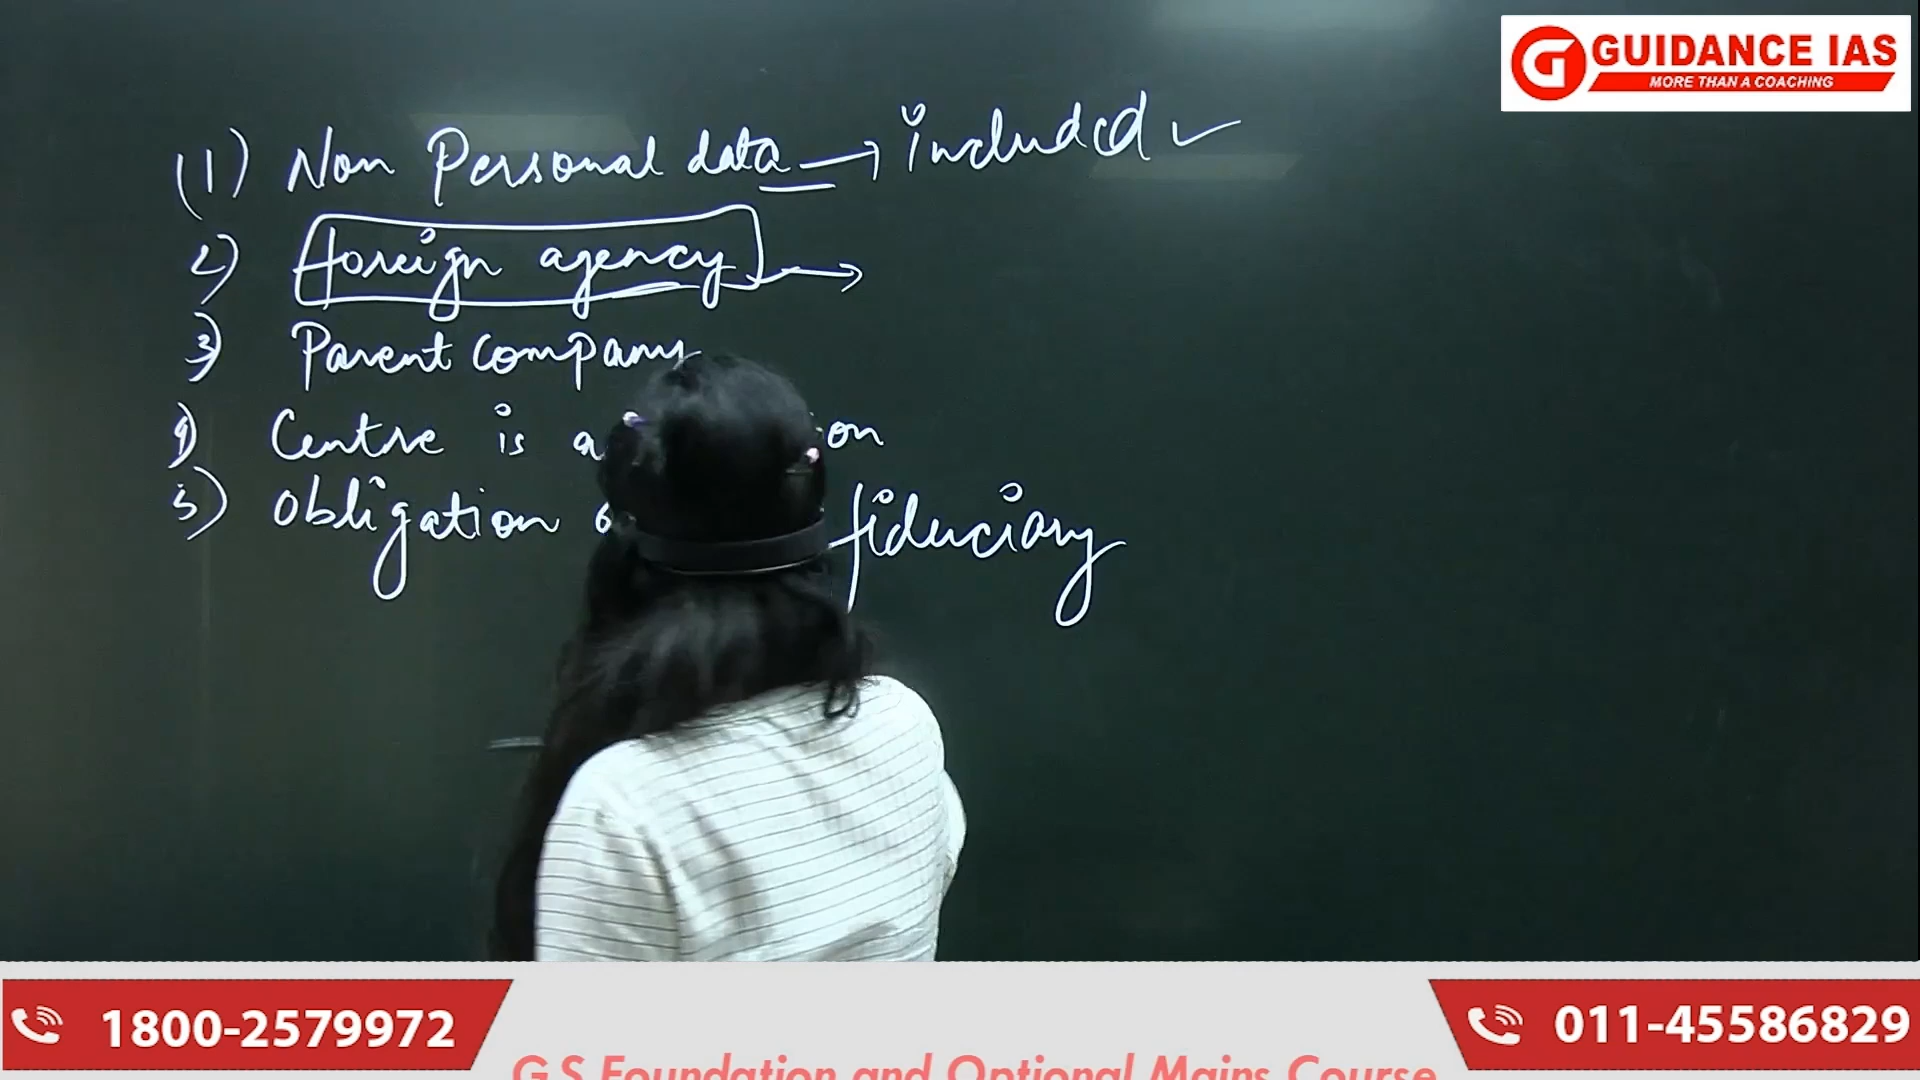 GUIDANCE IAS
MORE THAN A COACHING
(1) Non Personal data → included ✓
2) Foreign agency →
3) Parent company
Centre is
5) Obligation fiduciary
1800-2579972
011-45586829
G.S Foundation and Optional Mains Course